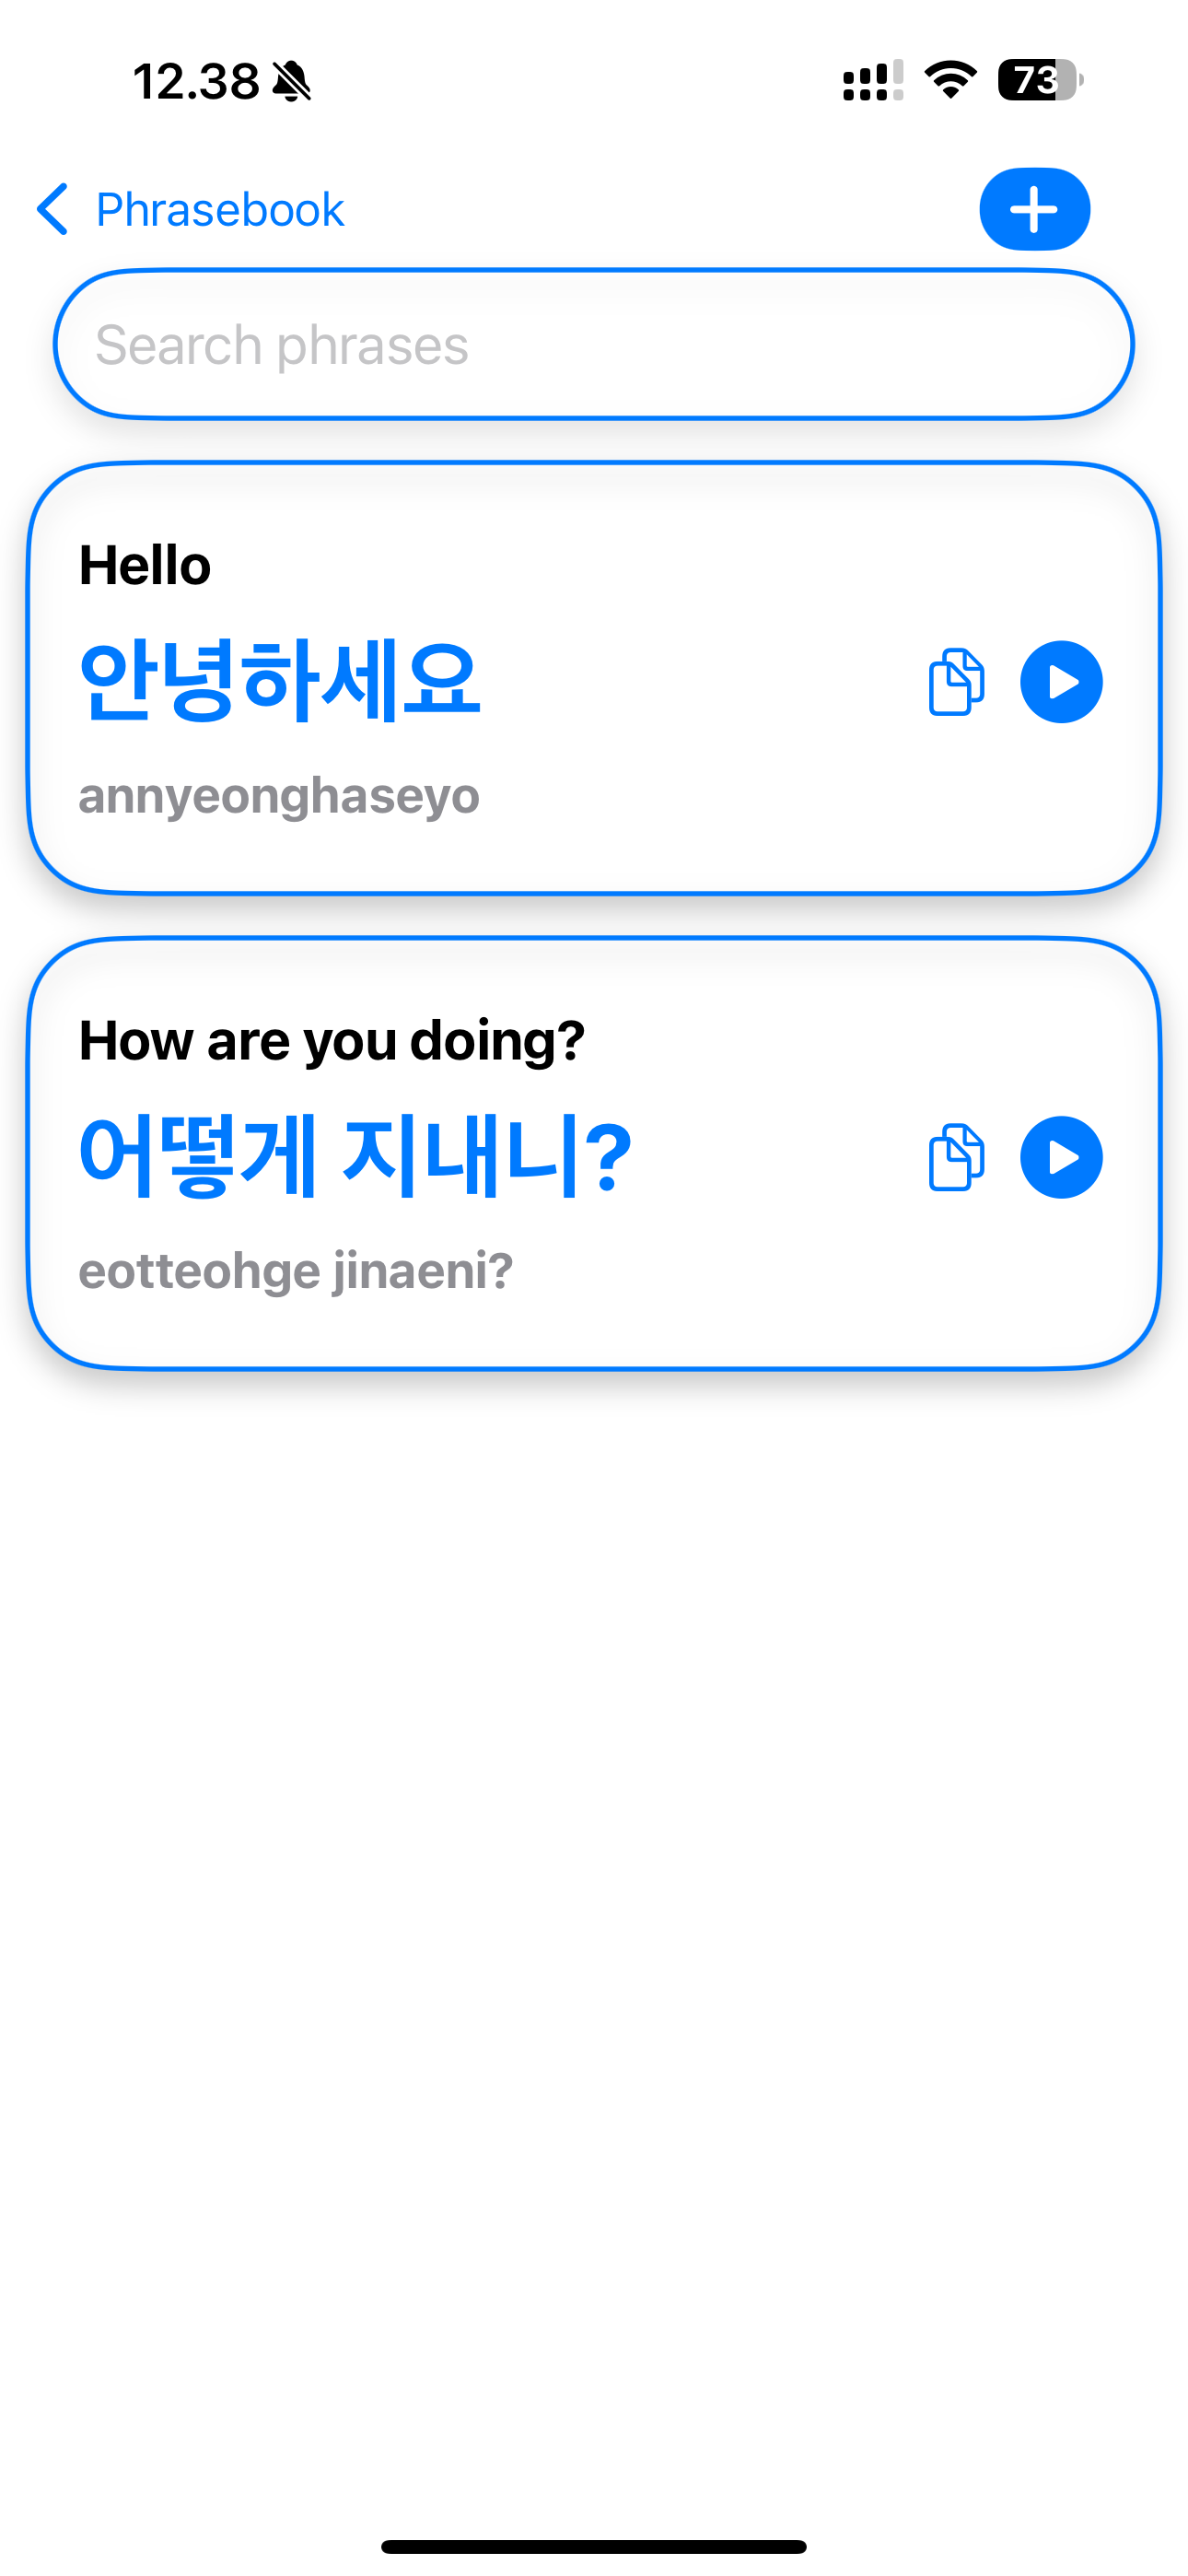 12.38
73
Phrasebook
Search phrases
Hello
안녕하세요
annyeonghaseyo
How are you doing?
어떻게 지내니?
eotteohge jinaeni?